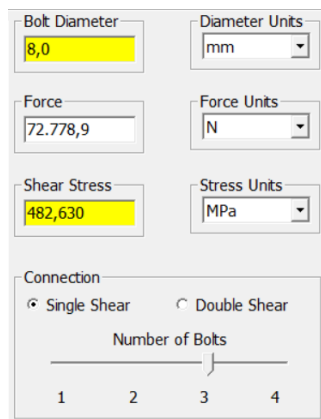 Bolt Diameter Diameter Units
8,0 mm
Force Force Units
72.778,9 N
Shear Stress Stress Units
482,630 MPa
Connection
Single Shear Double Shear
Number of Bolts
1 2 3 4